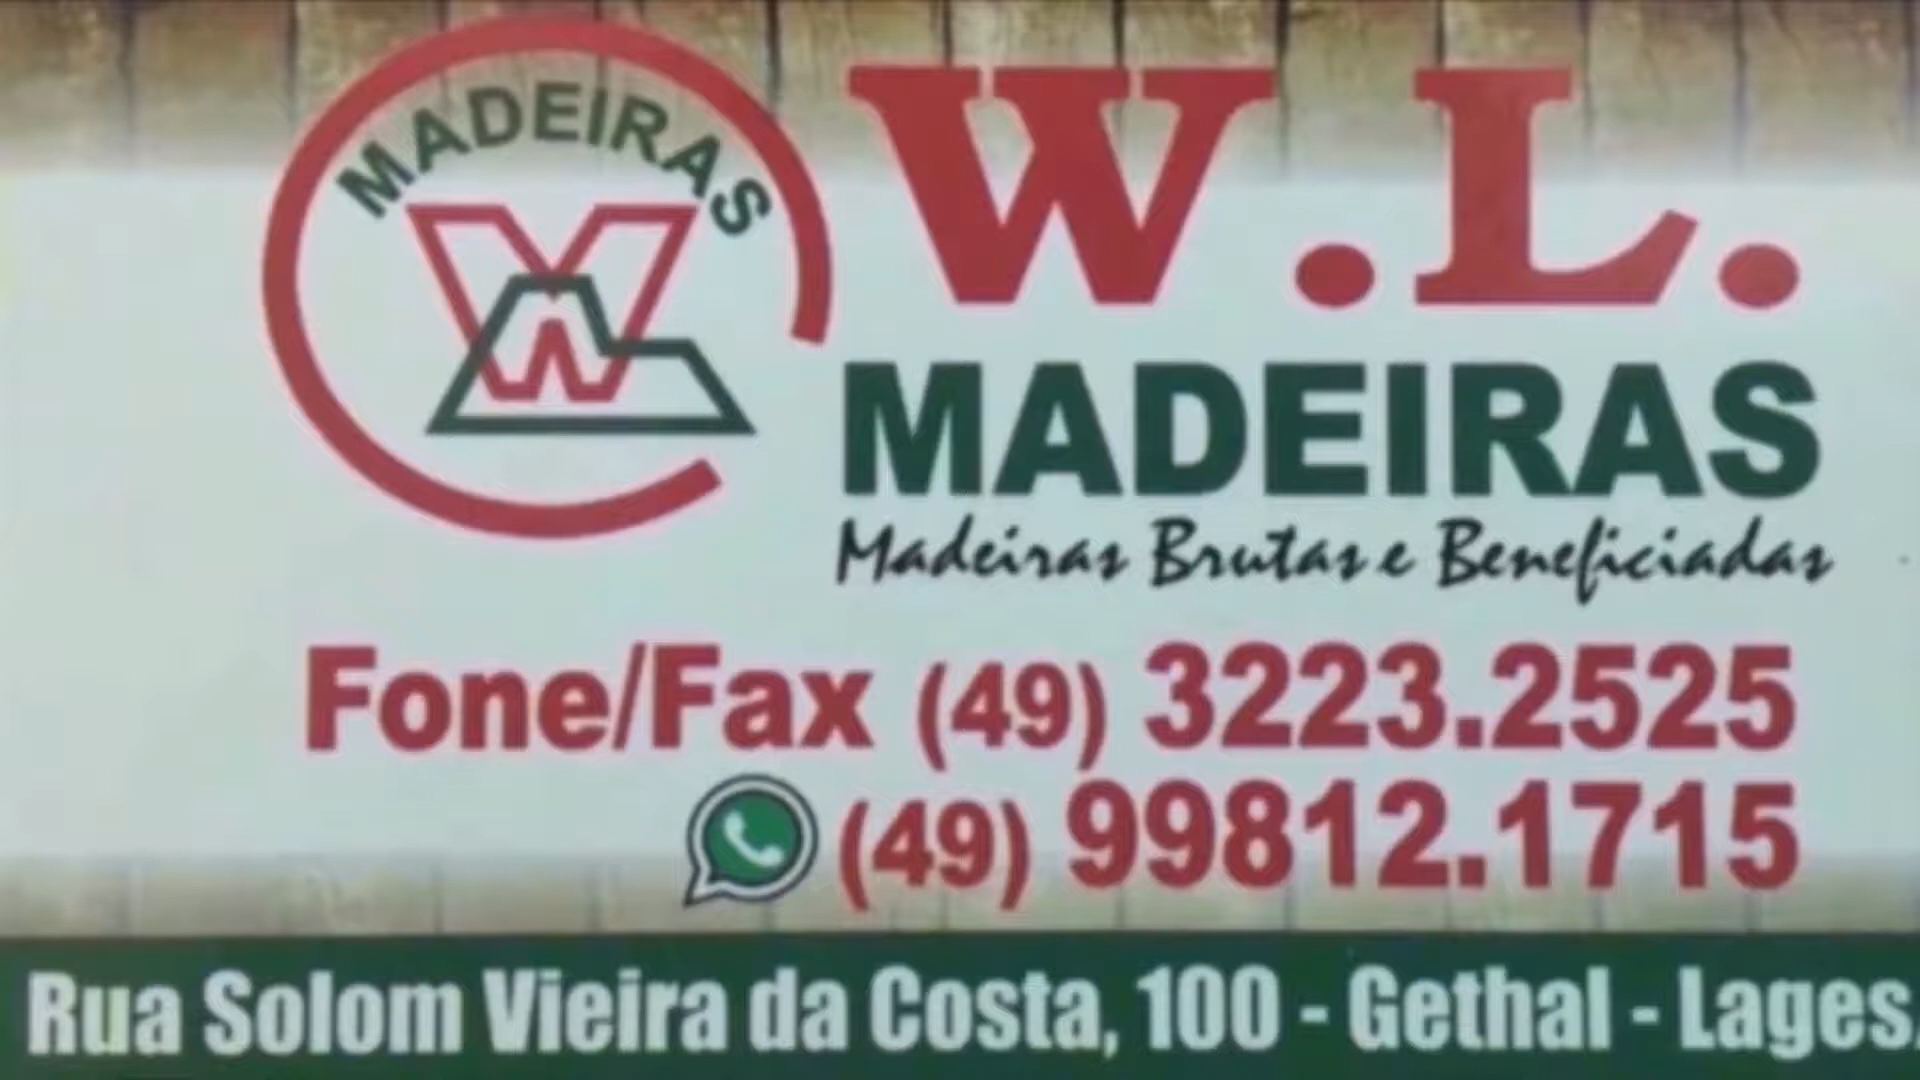 MADEIRAS
W.L.
MADEIRAS
Madeiras Brutas e Beneficiadas
Fone/Fax (49) 3223.2525
(49) 99812.1715
Rua Solom Vieira da Costa, 100 - Gethal - Lages